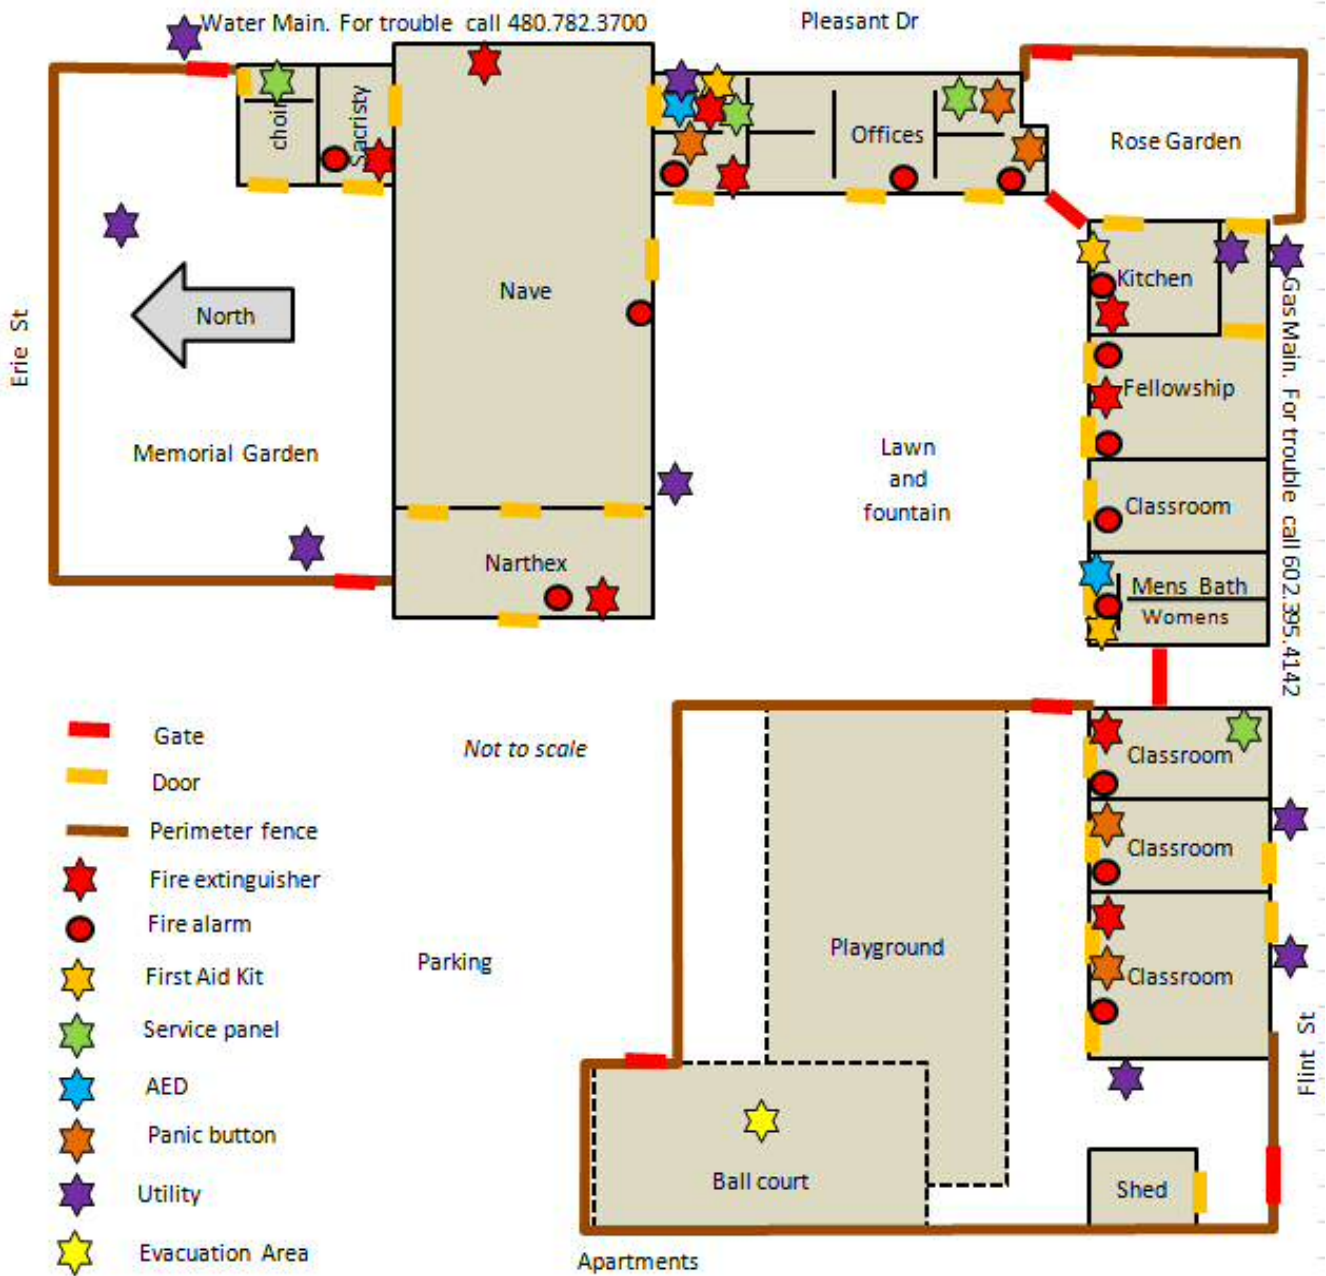 Water Main. For trouble call 480.782.3700
Pleasant Dr
choir
Sacristy
Offices
Rose Garden
Erie St
North
Nave
Kitchen
Gas Main. For trouble call 602.395.4142
Fellowship
Memorial Garden
Lawn
and
fountain
Classroom
Narthex
Mens Bath
Womens
Gate
Door
Perimeter fence
Fire extinguisher
Fire alarm
First Aid Kit
Service panel
AED
Panic button
Utility
Evacuation Area
Not to scale
Classroom
Classroom
Parking
Playground
Classroom
Flint St
Ball court
Shed
Apartments